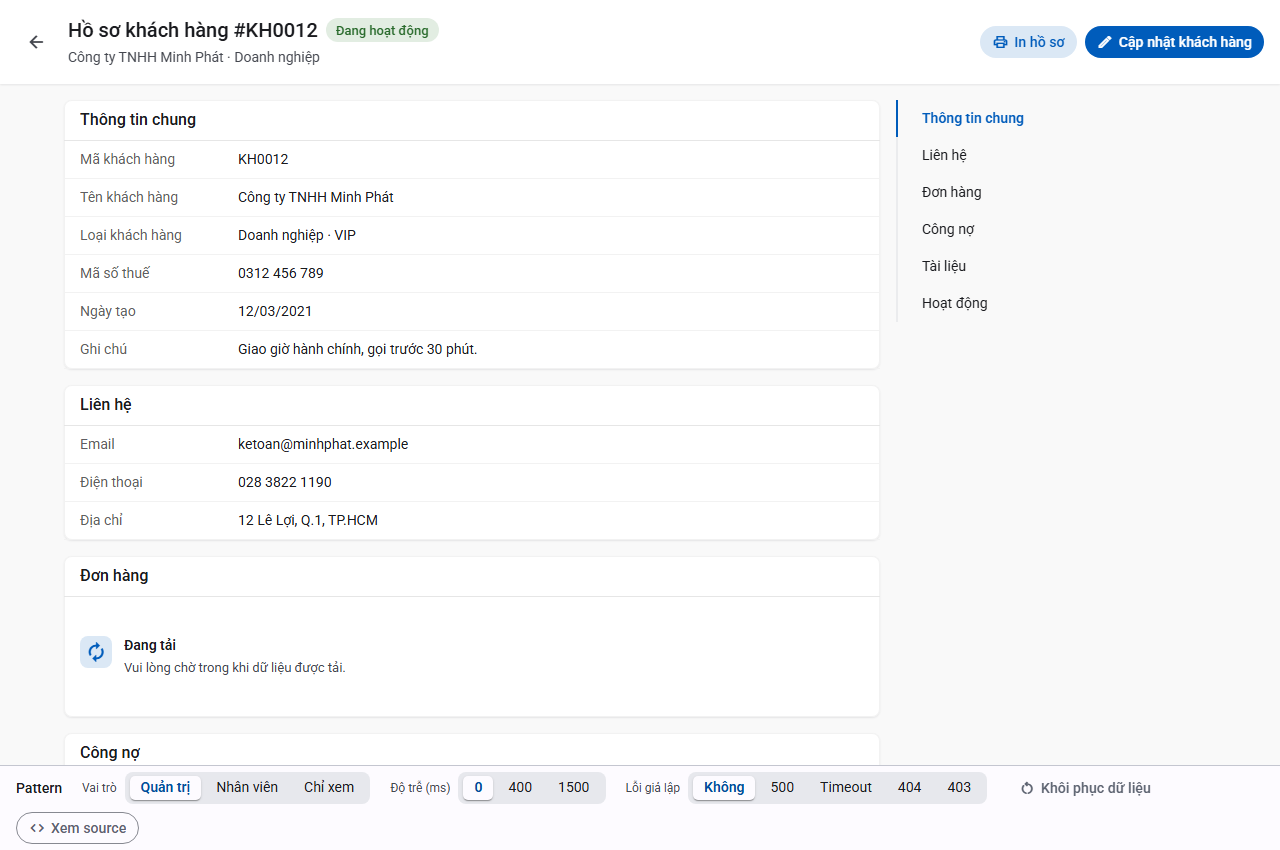 Hồ sơ khách hàng #KH0012 Đang hoạt động
Công ty TNHH Minh Phát · Doanh nghiệp
In hồ sơ
Cập nhật khách hàng
Thông tin chung
Mã khách hàng KH0012
Tên khách hàng Công ty TNHH Minh Phát
Loại khách hàng Doanh nghiệp · VIP
Mã số thuế 0312 456 789
Ngày tạo 12/03/2021
Ghi chú Giao giờ hành chính, gọi trước 30 phút.
Liên hệ
Email ketoan@minhphat.example
Điện thoại 028 3822 1190
Địa chỉ 12 Lê Lợi, Q.1, TP.HCM
Đơn hàng
Đang tải
Vui lòng chờ trong khi dữ liệu được tải.
Công nợ
Thông tin chung
Liên hệ
Đơn hàng
Công nợ
Tài liệu
Hoạt động
Pattern Vai trò Quản trị Nhân viên Chỉ xem Độ trễ (ms) 0 400 1500 Lỗi giả lập Không 500 Timeout 404 403 Khôi phục dữ liệu
Xem source